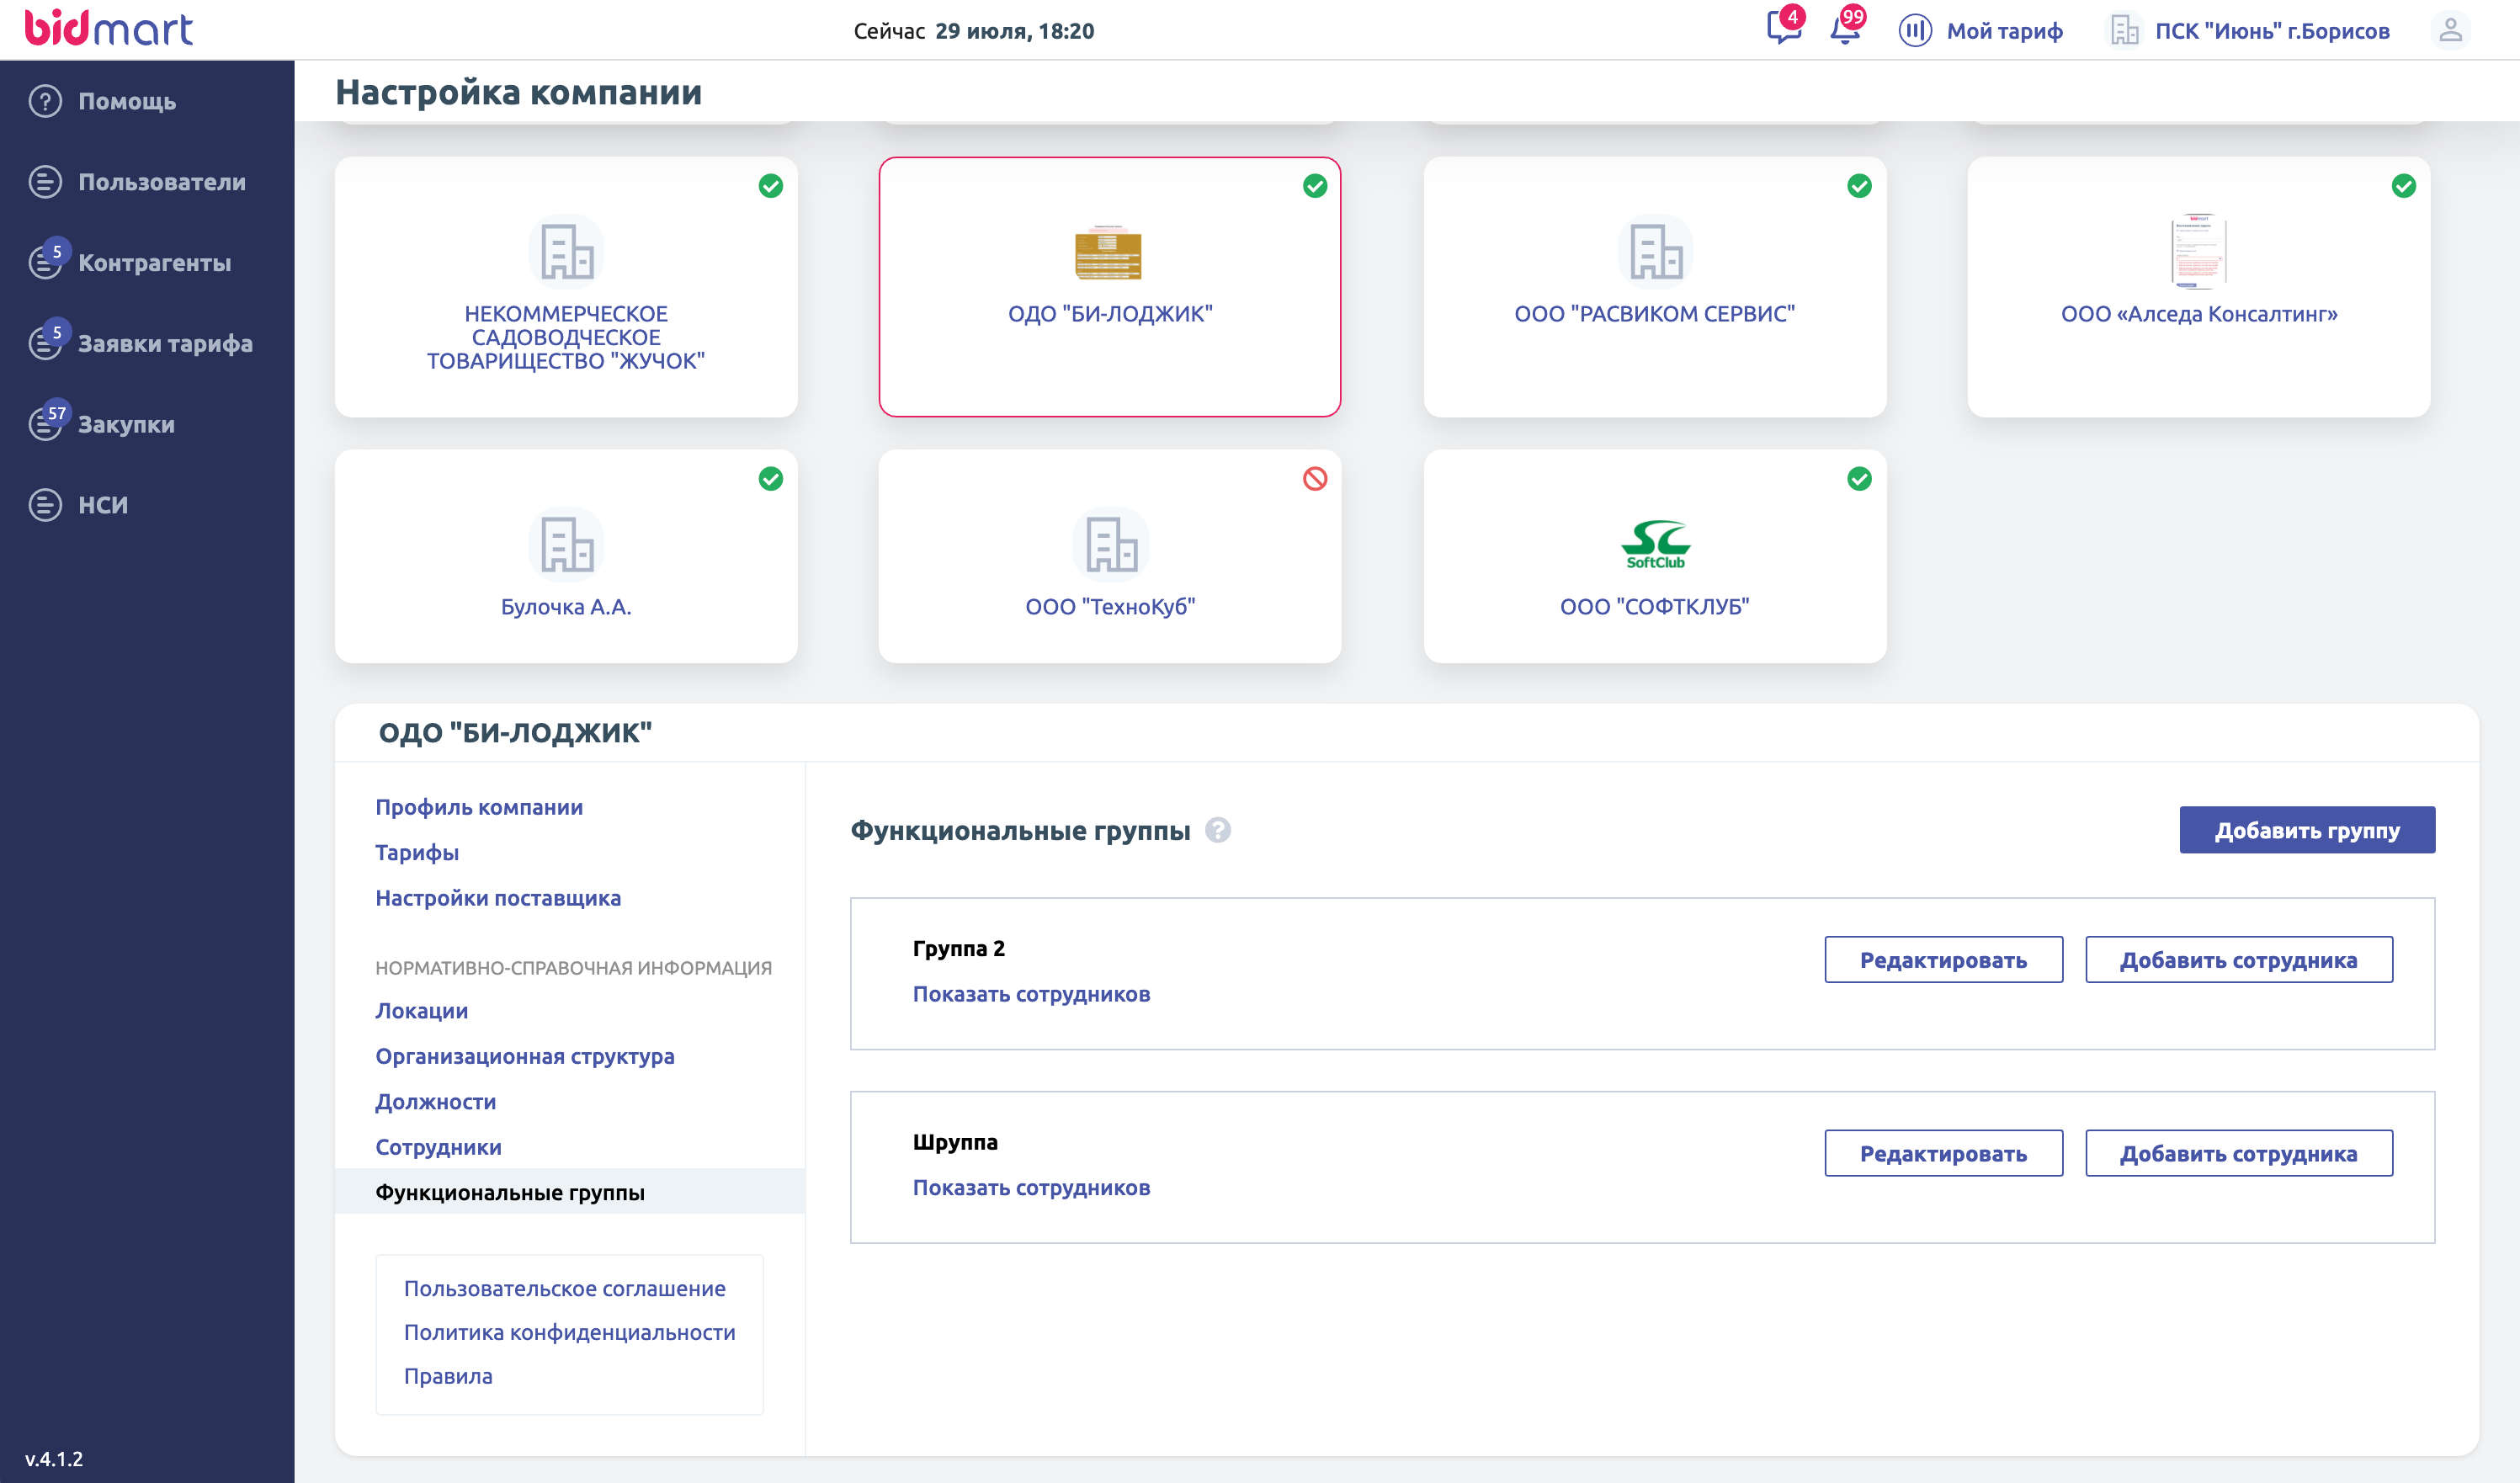 bidmart
Сейчас 29 июля, 18:20
4
99
Мой тариф
ПСК "Июнь" г.Борисов
Помощь
Пользователи
5
Контрагенты
5
Заявки тарифа
57
Закупки
НСИ
v.4.1.2
Настройка компании
НЕКОММЕРЧЕСКОЕ
САДОВОДЧЕСКОЕ
ТОВАРИЩЕСТВО "ЖУЧОК"
ОДО "БИ-ЛОДЖИК"
ООО "РАСВИКОМ СЕРВИС"
ООО «Алседа Консалтинг»
Булочка А.А.
ООО "ТехноКуб"
SC
SoftClub
ООО "СОФТКЛУБ"
ОДО "БИ-ЛОДЖИК"
Профиль компании
Тарифы
Настройки поставщика
НОРМАТИВНО-СПРАВОЧНАЯ ИНФОРМАЦИЯ
Локации
Организационная структура
Должности
Сотрудники
Функциональные группы
Пользовательское соглашение
Политика конфиденциальности
Правила
Функциональные группы ?
Добавить группу
Группа 2
Показать сотрудников
Редактировать
Добавить сотрудника
Шруппа
Показать сотрудников
Редактировать
Добавить сотрудника